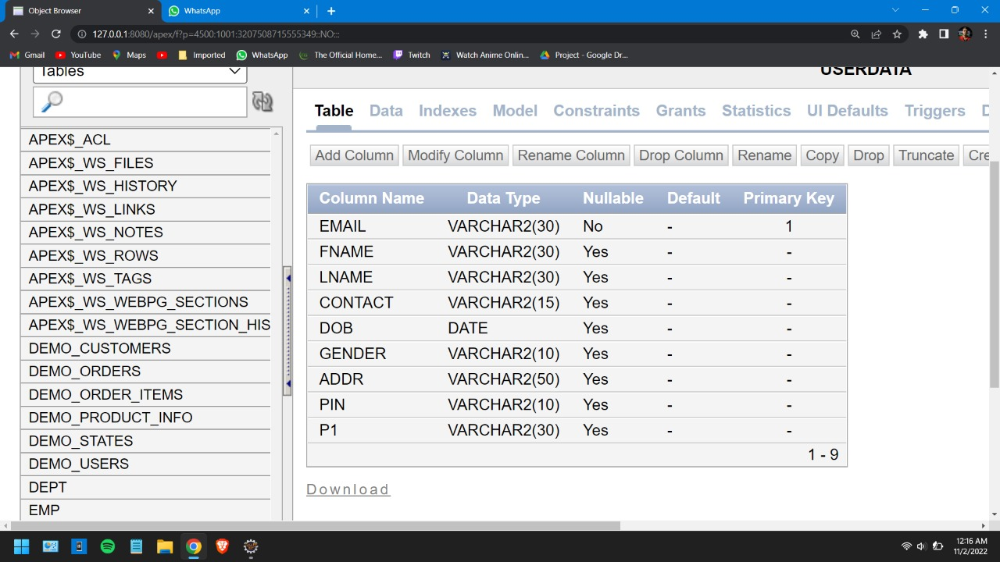 Object Browser
WhatsApp
127.0.0.1:8080/apex/f?p=4500:1001:3207508715555349::NO:::
Gmail YouTube Maps Imported WhatsApp The Official Home... Twitch Watch Anime Onlin... Project - Google Dr...
Tables
APEX$_ACL
APEX$_WS_FILES
APEX$_WS_HISTORY
APEX$_WS_LINKS
APEX$_WS_NOTES
APEX$_WS_ROWS
APEX$_WS_TAGS
APEX$_WS_WEBPG_SECTIONS
APEX$_WS_WEBPG_SECTION_HIS
DEMO_CUSTOMERS
DEMO_ORDERS
DEMO_ORDER_ITEMS
DEMO_PRODUCT_INFO
DEMO_STATES
DEMO_USERS
DEPT
EMP
USERDATA
Table Data Indexes Model Constraints Grants Statistics UI Defaults Triggers
Add Column Modify Column Rename Column Drop Column Rename Copy Drop Truncate Cre
Column Name Data Type Nullable Default Primary Key
EMAIL VARCHAR2(30) No - 1
FNAME VARCHAR2(30) Yes - -
LNAME VARCHAR2(30) Yes - -
CONTACT VARCHAR2(15) Yes - -
DOB DATE Yes - -
GENDER VARCHAR2(10) Yes - -
ADDR VARCHAR2(50) Yes - -
PIN VARCHAR2(10) Yes - -
P1 VARCHAR2(30) Yes - -
1 - 9
Download
12:16 AM
11/2/2022